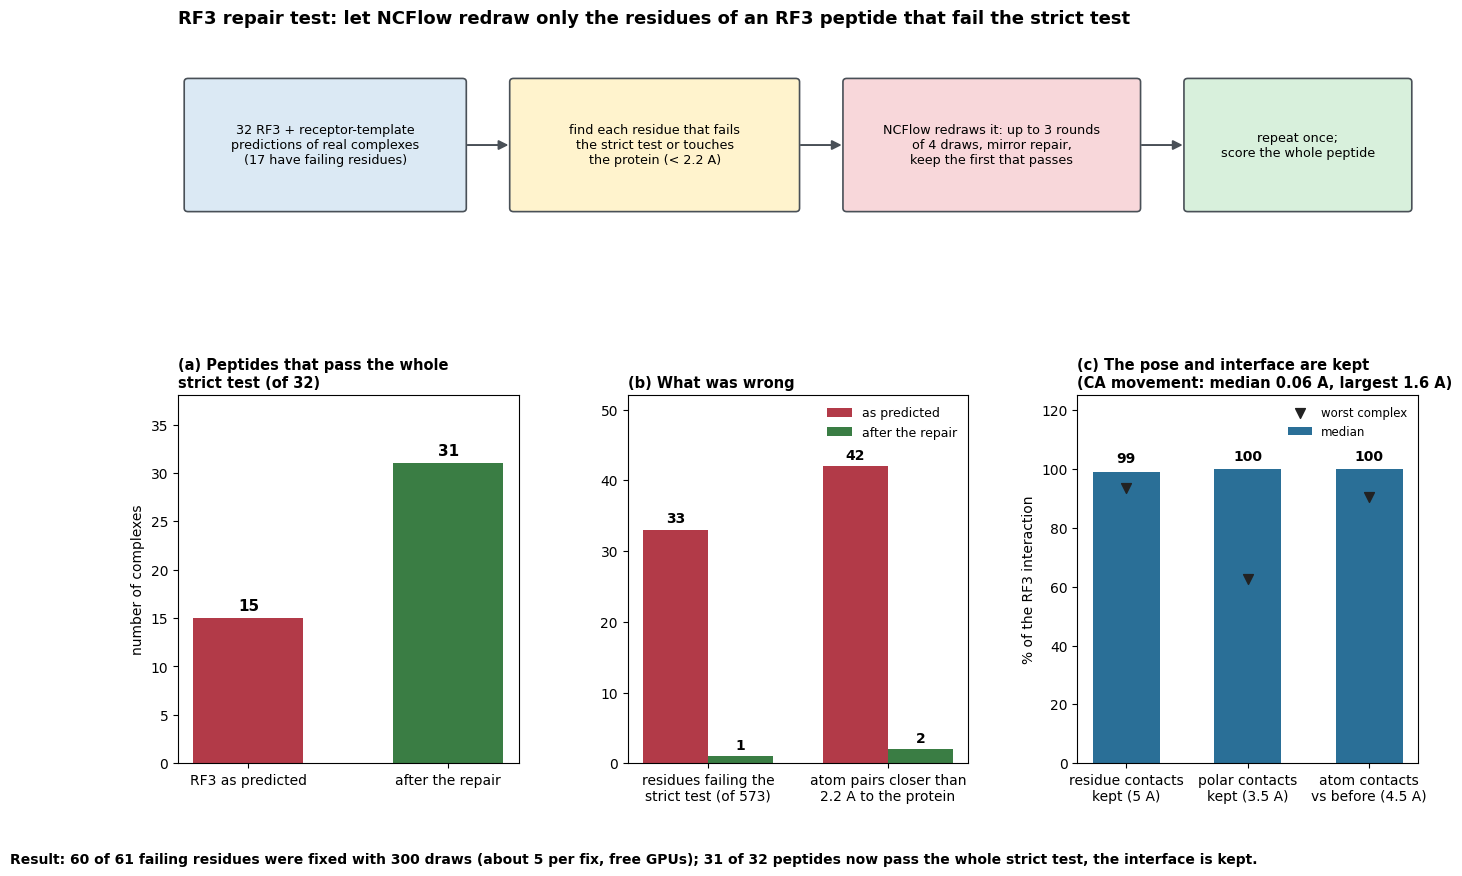 RF3 repair test: let NCFlow redraw only the residues of an RF3 peptide that fail the strict test
32 RF3 + receptor-template
predictions of real complexes
(17 have failing residues)
find each residue that fails
the strict test or touches
the protein (< 2.2 A)
NCFlow redraws it: up to 3 rounds
of 4 draws, mirror repair,
keep the first that passes
repeat once;
score the whole peptide
(a) Peptides that pass the whole
strict test (of 32)
number of complexes
35
30
25
20
15
10
5
0
15
31
RF3 as predicted
after the repair
(b) What was wrong
as predicted
after the repair
50
40
30
20
10
0
33
1
42
2
residues failing the
strict test (of 573)
atom pairs closer than
2.2 A to the protein
(c) The pose and interface are kept
(CA movement: median 0.06 A, largest 1.6 A)
worst complex
median
% of the RF3 interaction
120
100
80
60
40
20
0
99
100
100
residue contacts
kept (5 A)
polar contacts
kept (3.5 A)
atom contacts
vs before (4.5 A)
Result: 60 of 61 failing residues were fixed with 300 draws (about 5 per fix, free GPUs); 31 of 32 peptides now pass the whole strict test, the interface is kept.